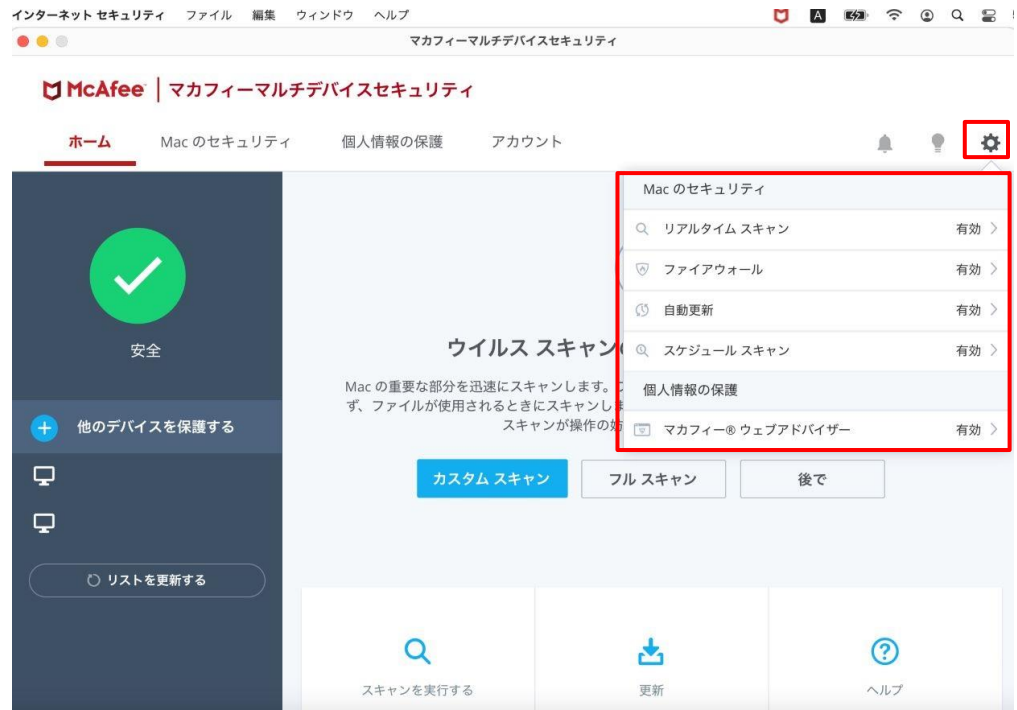 インターネット セキュリティ ファイル 編集 ウィンドウ ヘルプ A
マカフィーマルチデバイスセキュリティ
McAfee マカフィーマルチデバイスセキュリティ
ホーム Mac のセキュリティ 個人情報の保護 アカウント
Mac のセキュリティ
リアルタイム スキャン 有効
ファイアウォール 有効
自動更新 有効
スケジュール スキャン 有効
個人情報の保護
マカフィー® ウェブアドバイザー 有効
安全
他のデバイスを保護する
リストを更新する
ウイルス スキャン
Mac の重要な部分を迅速にスキャンします。
ず、ファイルが使用されるときにスキャンし
スキャンが操作の
カスタム スキャン フル スキャン 後で
スキャンを実行する 更新 ヘルプ